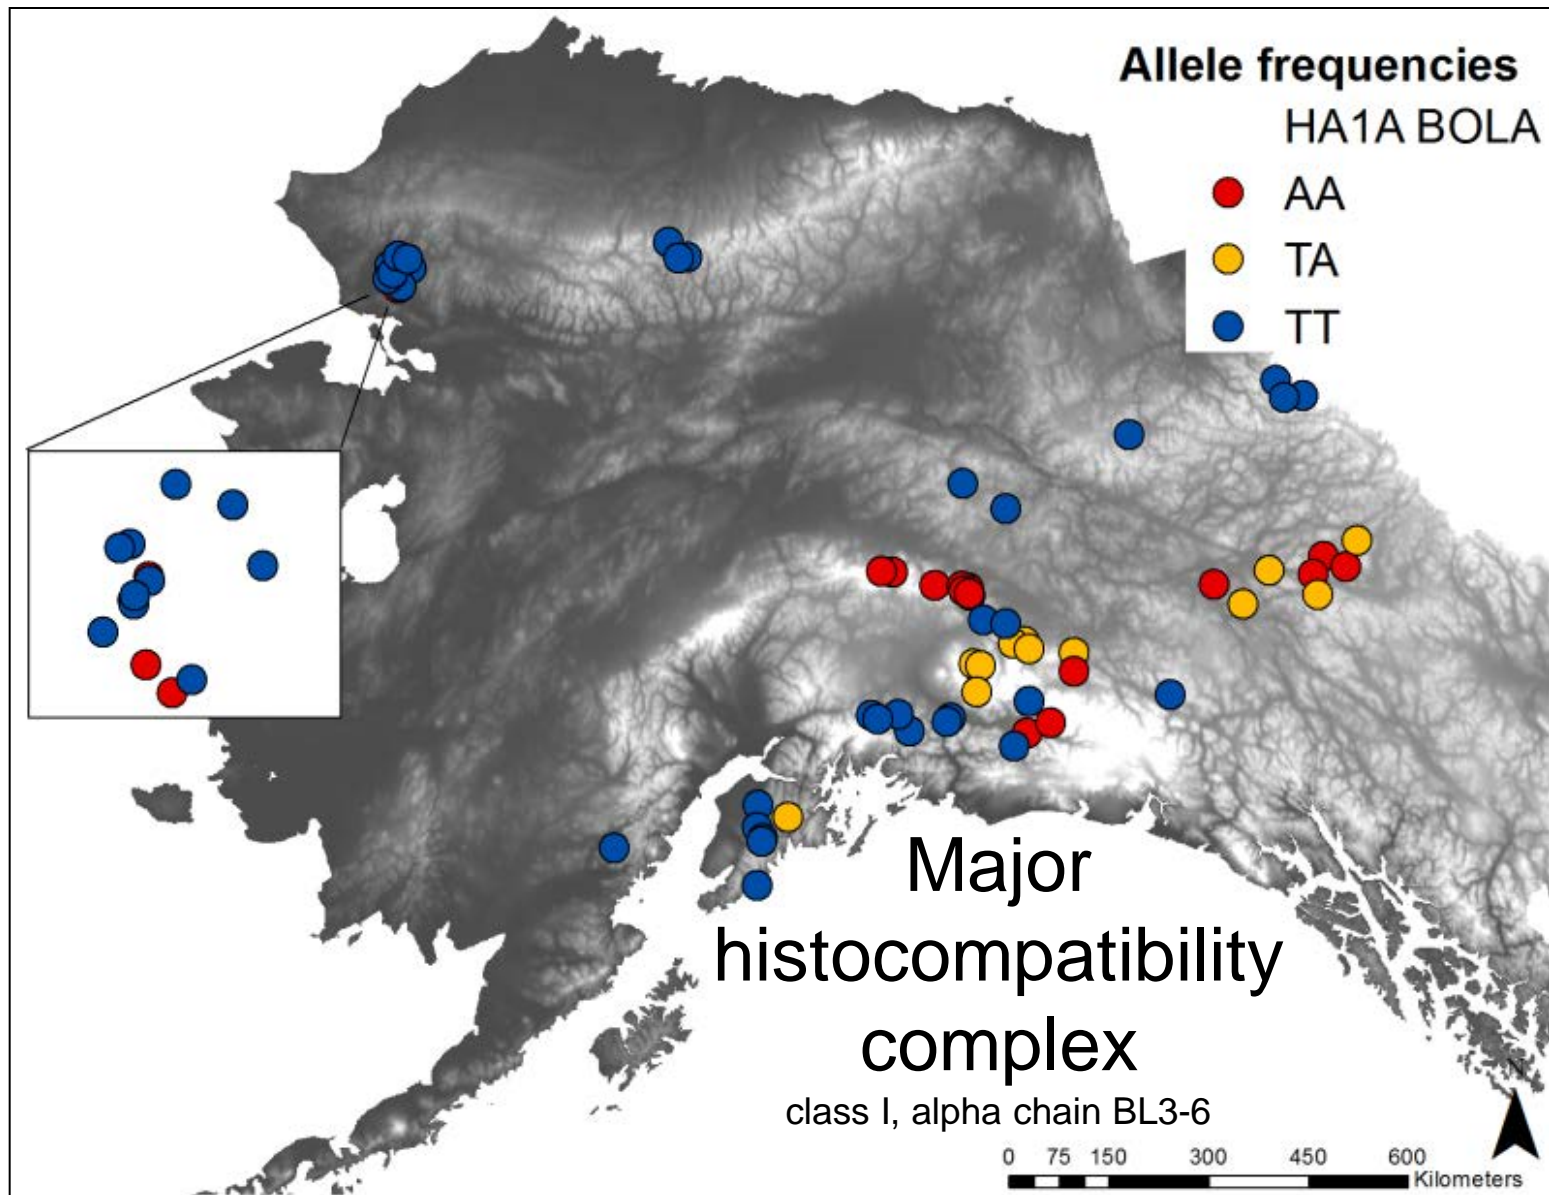 Allele frequencies
HA1A BOLA
AA
TA
TT
Major
histocompatibility
complex
class I, alpha chain BL3-6
N
0 75 150 300 450 600
Kilometers